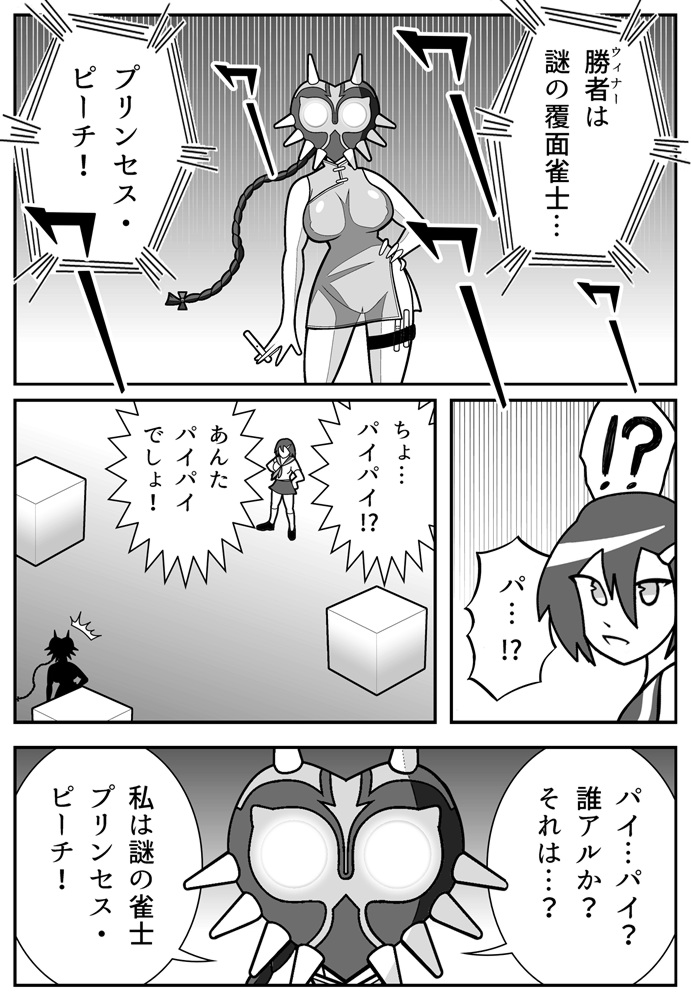 勝者は
ウィナー
謎の覆面雀士…
プリンセス・
ピーチ！
!?
パ…!?
ちょ…
パイパイ!?
あんた
パイパイ
でしょ！
パイ…パイ？
誰アルか？
それは…？
私は謎の雀士
プリンセス・
ピーチ！